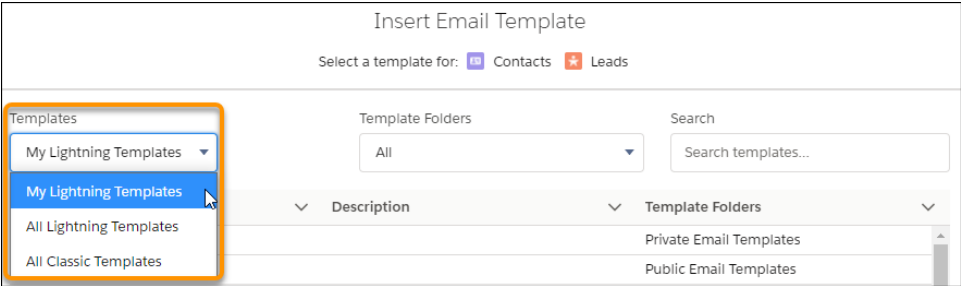 Insert Email Template
Select a template for: Contacts Leads
Templates Template Folders Search
My Lightning Templates All Search templates...
My Lightning Templates Description Template Folders
All Lightning Templates Private Email Templates
All Classic Templates Public Email Templates